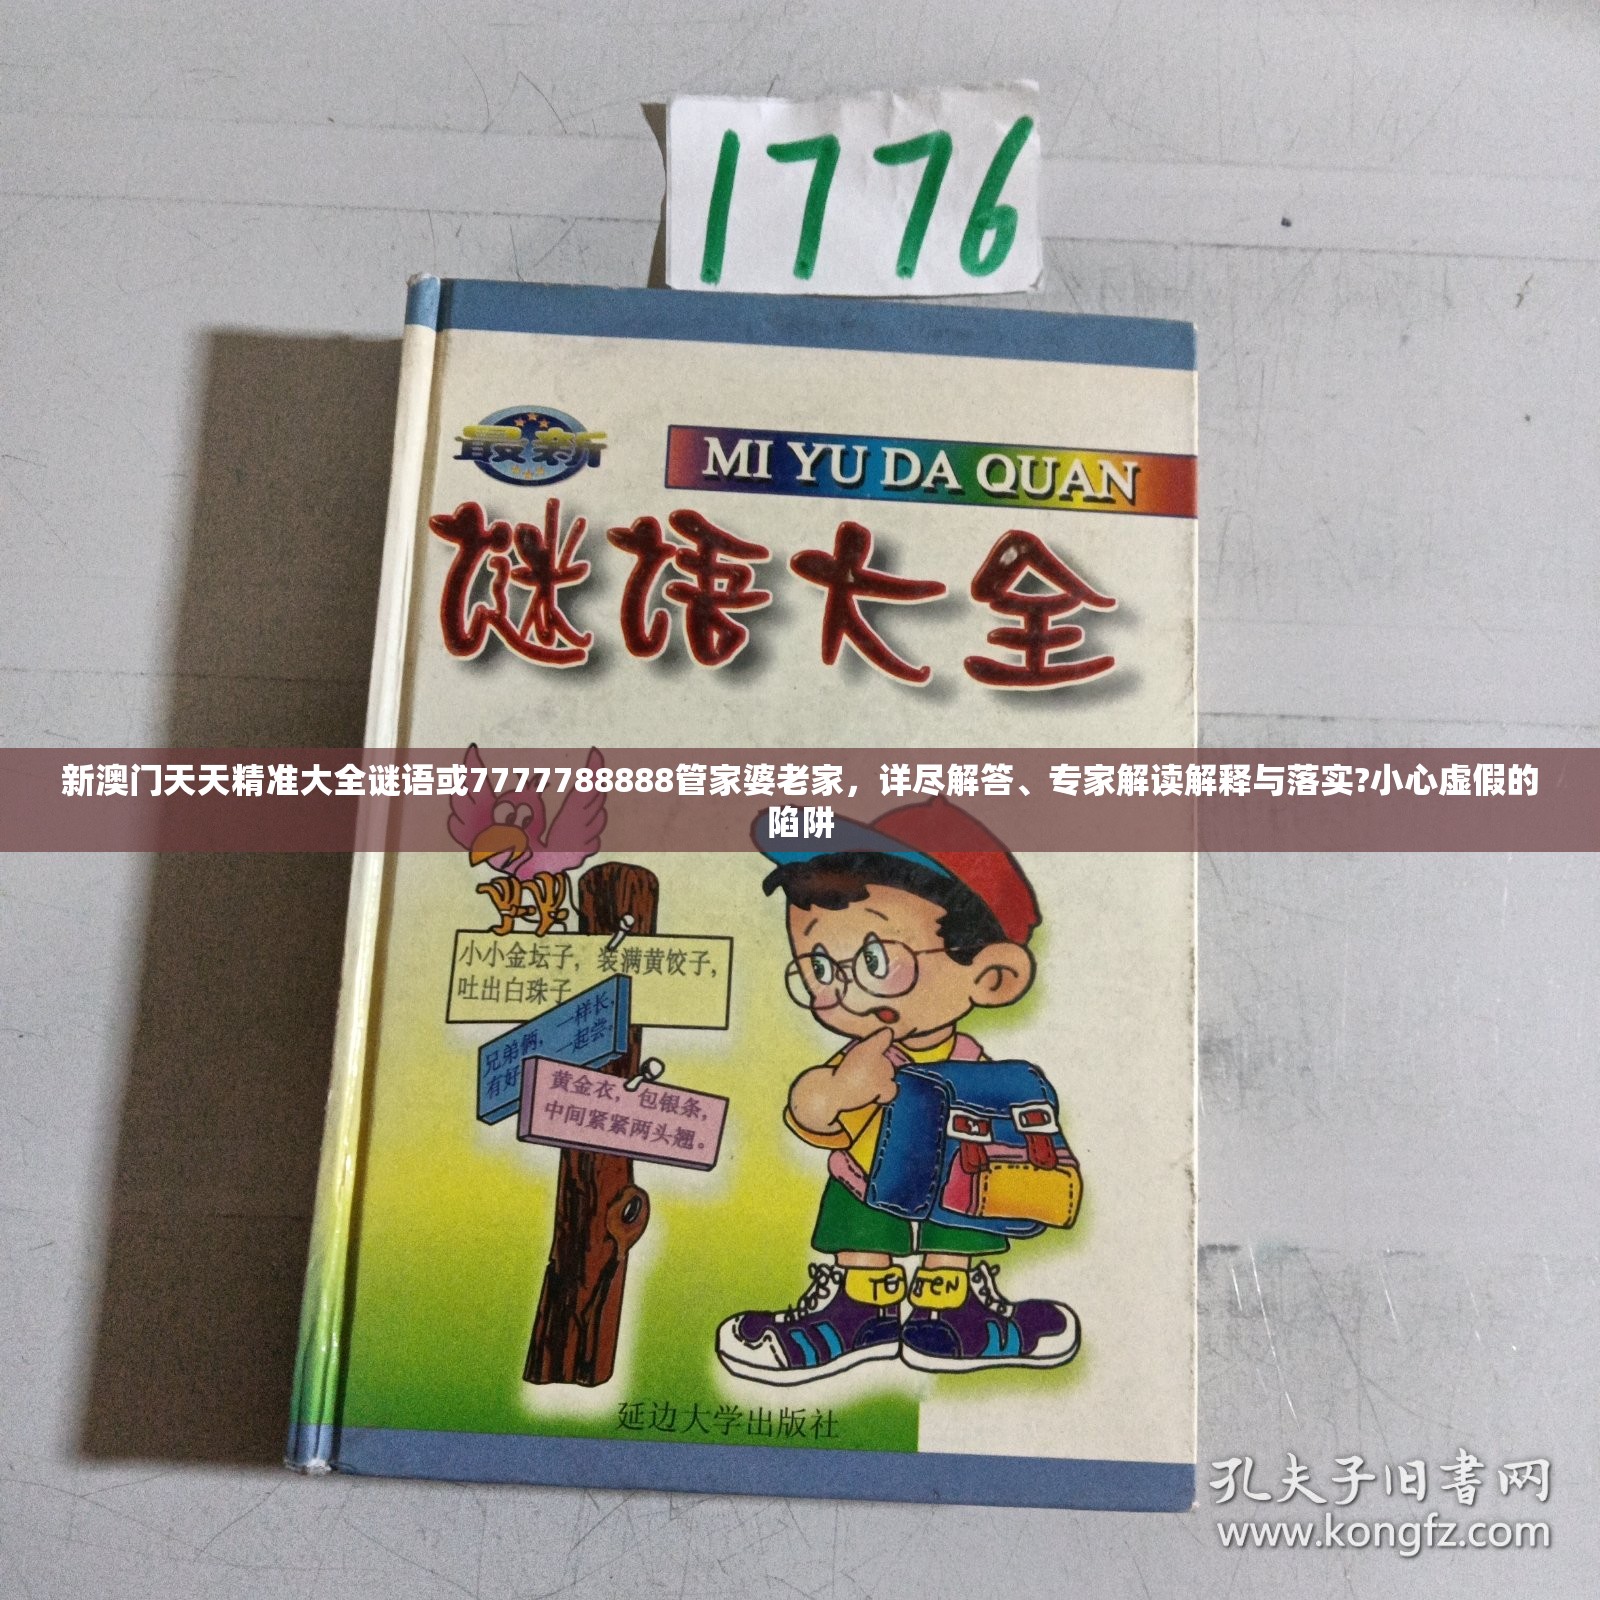 1776
最新
MI YU DA QUAN
谜语大全
新澳门天天精准大全谜语或7777788888管家婆老家，详尽解答、专家解读解释与落实?小心虚假的
陷阱
小小金坛子，装满黄饺子，
吐出白珠子
兄弟俩，一样长，
有好 一起尝。
黄金衣，包银条，
中间紧紧两头翘。
延边大学出版社
孔夫子旧书网
www.kongfz.com